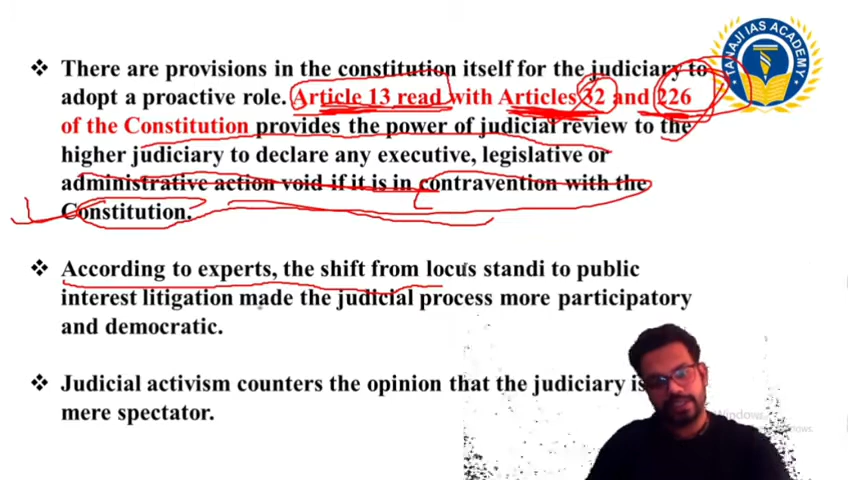 ❖ There are provisions in the constitution itself for the judiciary to
adopt a proactive role. Article 13 read with Articles 32 and 226
of the Constitution provides the power of judicial review to the
higher judiciary to declare any executive, legislative or
administrative action void if it is in contravention with the
Constitution.
❖ According to experts, the shift from locus standi to public
interest litigation made the judicial process more participatory
and democratic.
❖ Judicial activism counters the opinion that the judiciary is
mere spectator.
TANAJI IAS ACADEMY
Windows